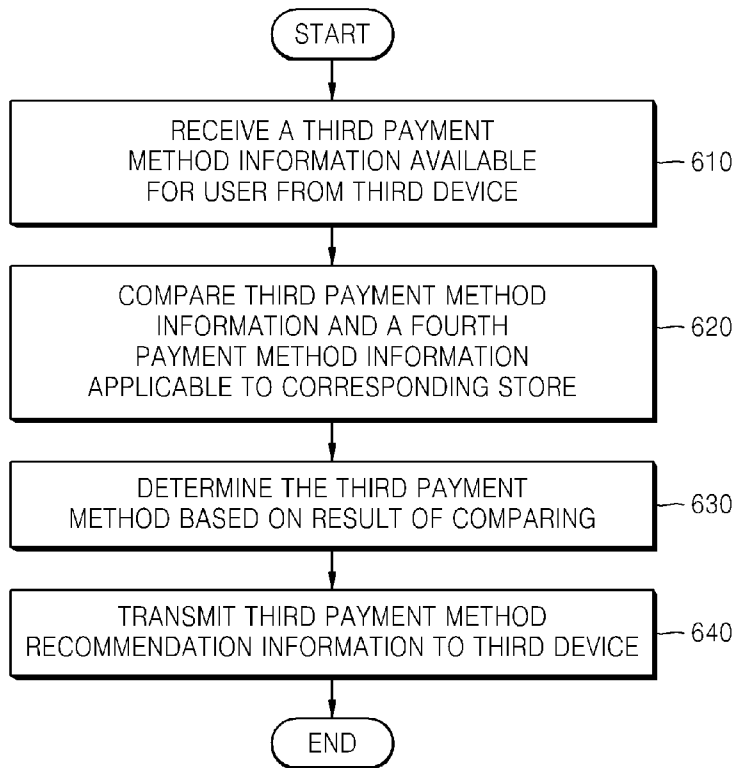 START
RECEIVE A THIRD PAYMENT
METHOD INFORMATION AVAILABLE
FOR USER FROM THIRD DEVICE
610
COMPARE THIRD PAYMENT METHOD
INFORMATION AND A FOURTH
PAYMENT METHOD INFORMATION
APPLICABLE TO CORRESPONDING STORE
620
DETERMINE THE THIRD PAYMENT
METHOD BASED ON RESULT OF COMPARING
630
TRANSMIT THIRD PAYMENT METHOD
RECOMMENDATION INFORMATION TO THIRD DEVICE
640
END